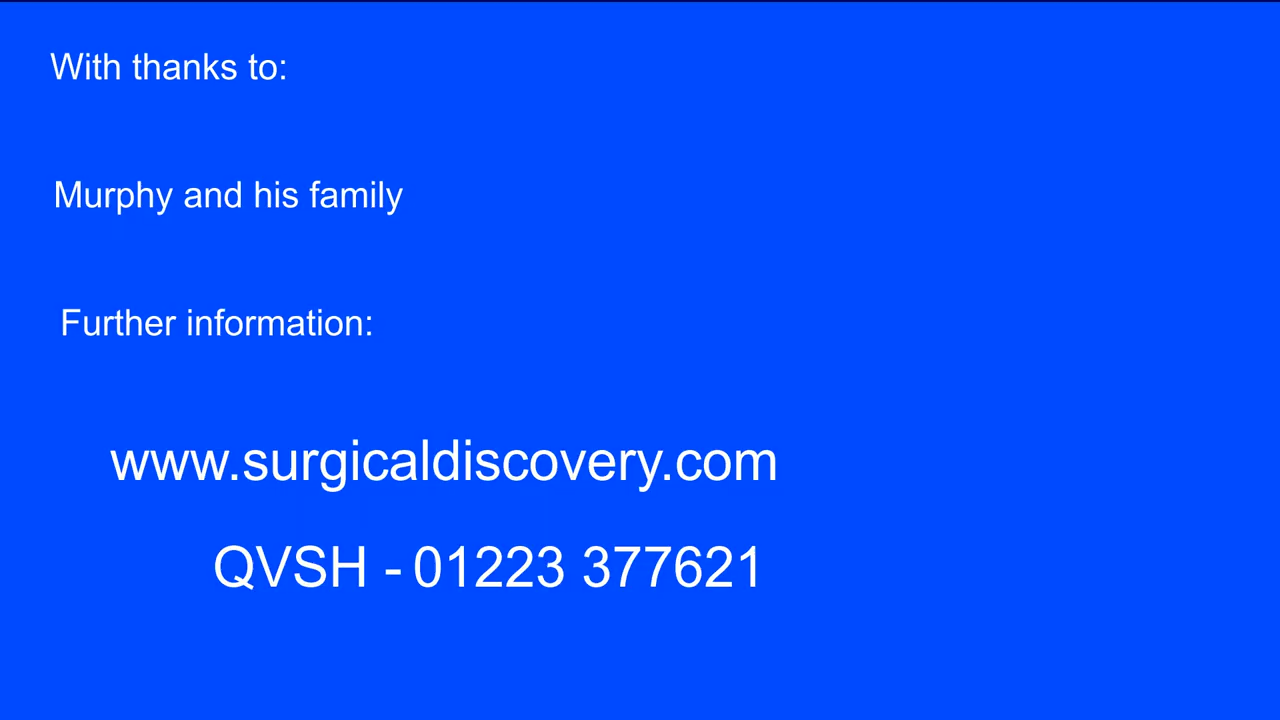 With thanks to:
Murphy and his family
Further information:
www.surgicaldiscovery.com
QVSH - 01223 377621